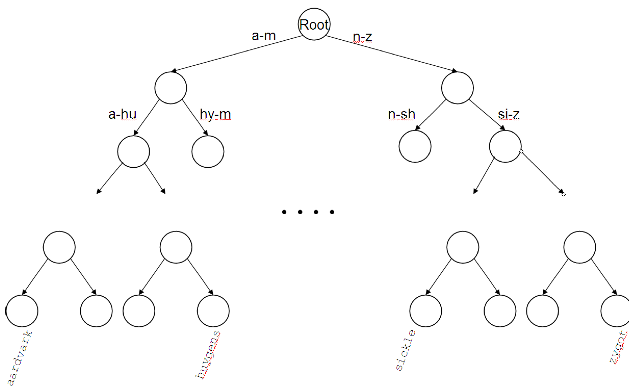 Root
a-m
n-z
a-hu
hy-m
n-sh
si-z
. . . .
aardvark
huygens
sickle
zygot